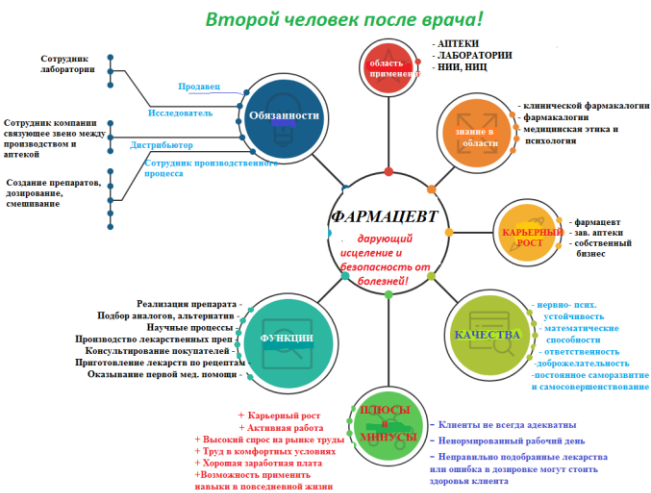 Второй человек после врача!
Сотрудник
лаборатории
Продавец
Исследователь
Обязанности
Сотрудник компании
связующее звено между
производством и
аптекой
Дистрибьютор
Сотрудник производственного
процесса
Создание препаратов,
дозирование,
смешивание
область
применения
- АПТЕКИ
- ЛАБОРАТОРИИ
- НИИ, НИЦ
знание в
области
- клинической фармакалогии
- фармакалогии
- медицинская этика и
психология
ФАРМАЦЕВТ
дарующий
исцеление и
безопасность от
болезней!
КАРЬЕРНЫЙ
РОСТ
- фармацевт
- зав. аптеки
- собственный
бизнес
Реализация препарата -
Подбор аналогов, альтернатив -
Научные процессы -
Производство лекарственных преп -
Консультирование покупателей -
Приготовление лекарств по рецептам -
Оказывание первой мед. помощи -
ФУНКЦИИ
КАЧЕСТВА
- нервно- псих.
устойчивость
- математические
способности
- ответственность
-доброжелательность
-постоянное саморазвитие
и самосовершенствование
ПЛЮСЫ
и
МИНУСЫ
+ Карьерный рост
+ Активная работа
+ Высокий спрос на рынке труды
+ Труд в комфортных условиях
+ Хорошая заработная плата
+Возможность применить
навыки в повседневной жизни
– Клиенты не всегда адекватны
– Ненормированный рабочий день
– Неправильно подобранные лекарства
или ошибка в дозировке могут стоить
здоровья клиента